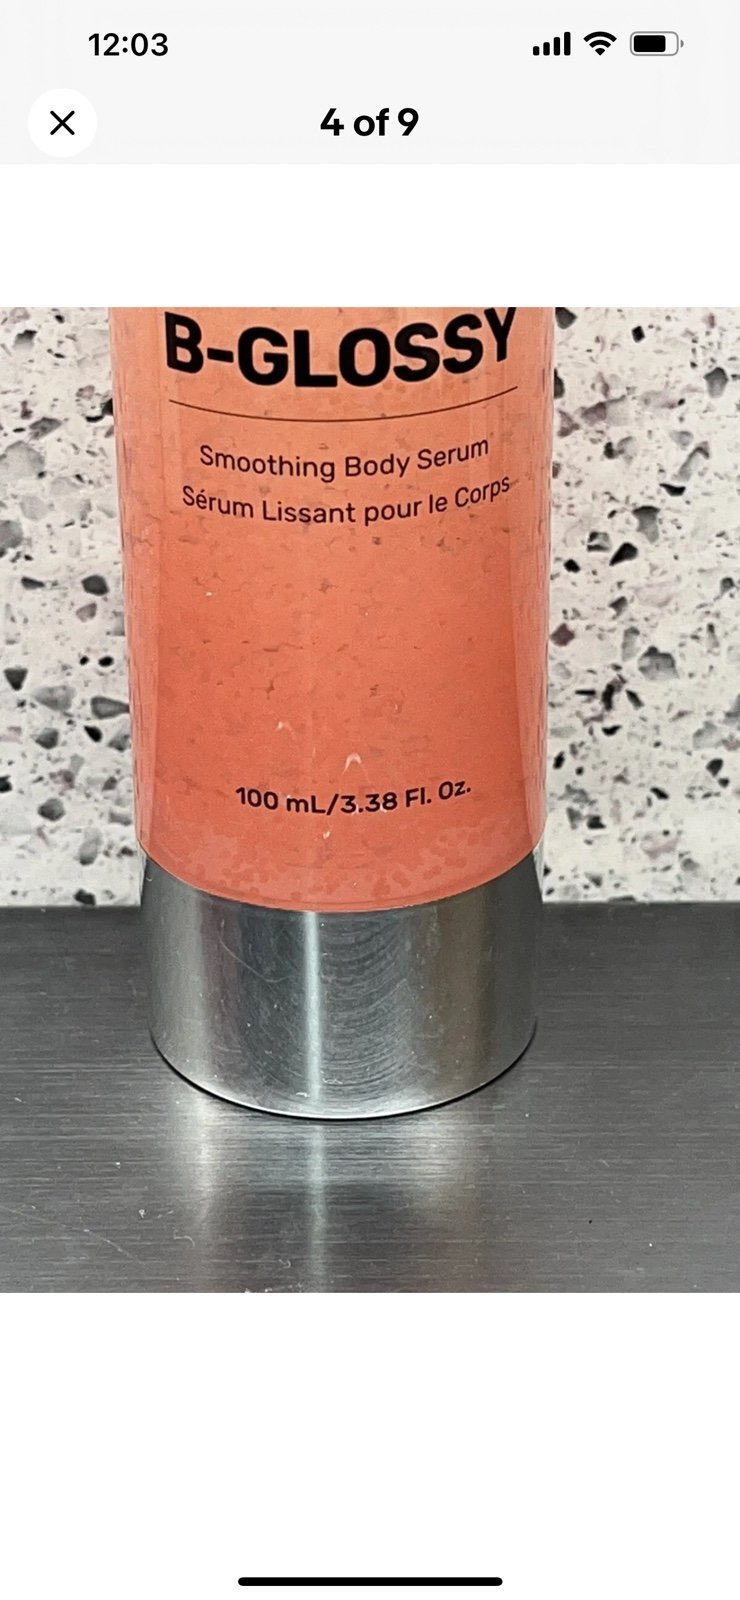 12:03
4 of 9
B-GLOSSY
Smoothing Body Serum
Sérum Lissant pour le Corps
100 mL/3.38 Fl. Oz.